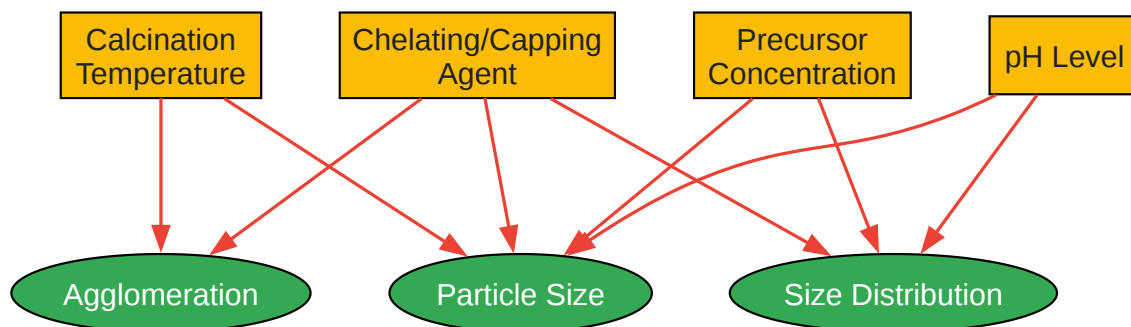 Calcination
Temperature
Chelating/Capping
Agent
Precursor
Concentration
pH Level
Agglomeration
Particle Size
Size Distribution